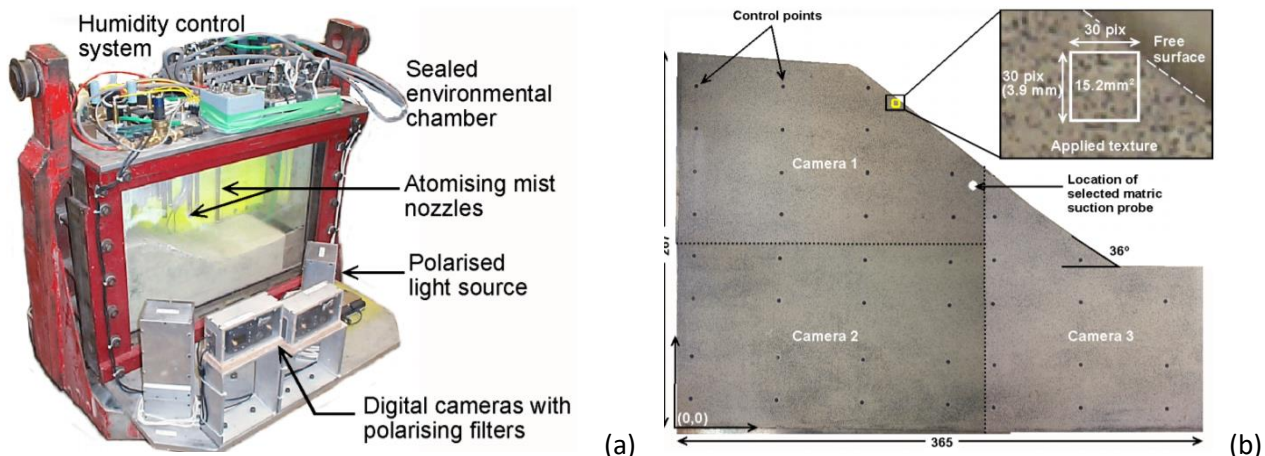 Humidity control
system
Sealed
environmental
chamber
Atomising mist
nozzles
Polarised
light source
Digital cameras with
polarising filters
(a)
Control points
30 pix
30 pix
(3.9 mm)
15.2mm²
Free
surface
Applied texture
Camera 1
Location of
selected matric
suction probe
36º
Camera 2
Camera 3
(0,0)
365
(b)